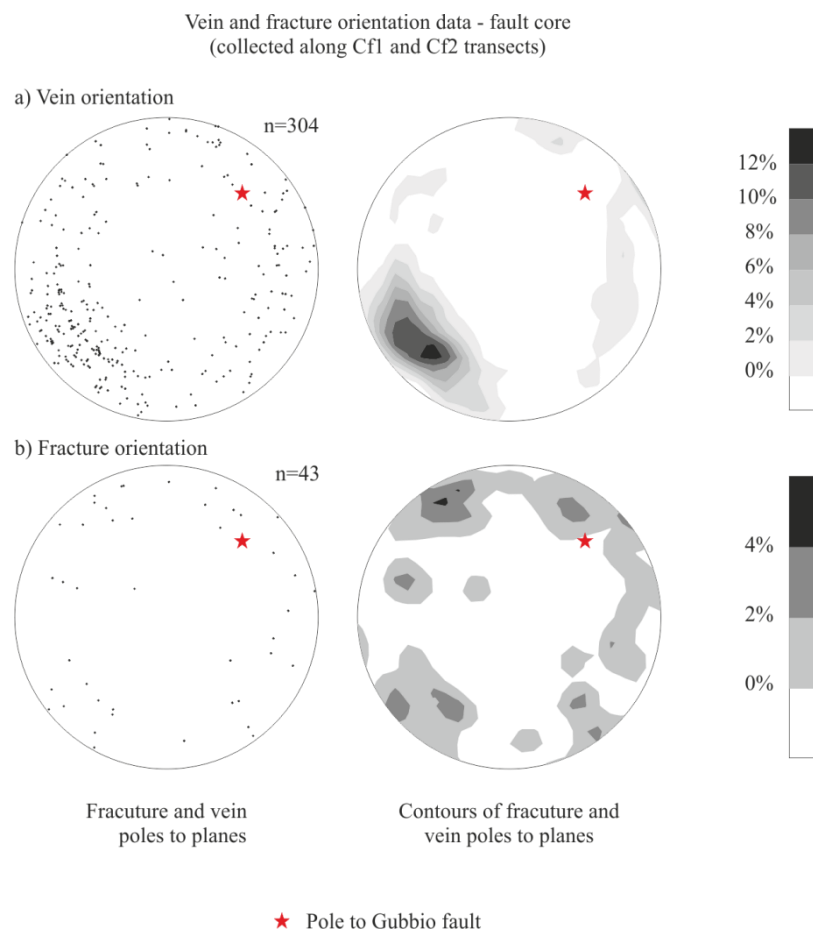 Vein and fracture orientation data - fault core
(collected along Cf1 and Cf2 transects)
a) Vein orientation
n=304
12%
10%
8%
6%
4%
2%
0%
b) Fracture orientation
n=43
4%
2%
0%
Fracuture and vein
poles to planes
Contours of fracuture and
vein poles to planes
Pole to Gubbio fault